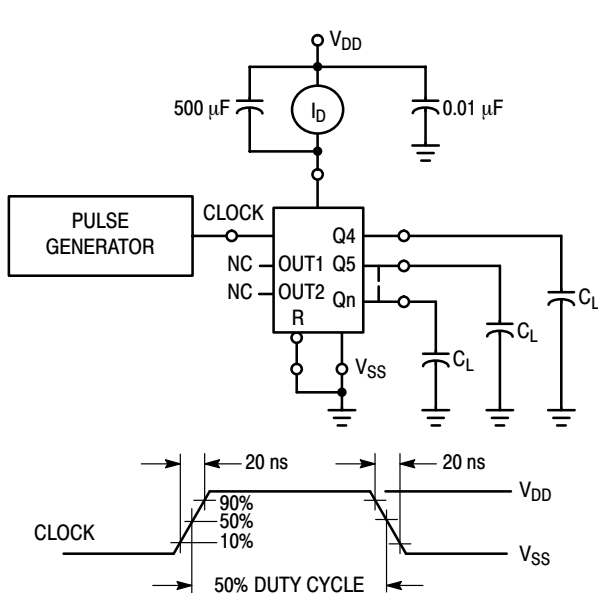 V_DD
500 μF
I_D
0.01 μF
PULSE
GENERATOR
CLOCK
Q4
NC
OUT1
Q5
NC
OUT2
Qn
R
C_L
C_L
C_L
V_SS
20 ns
20 ns
90%
50%
10%
V_DD
CLOCK
V_SS
50% DUTY CYCLE